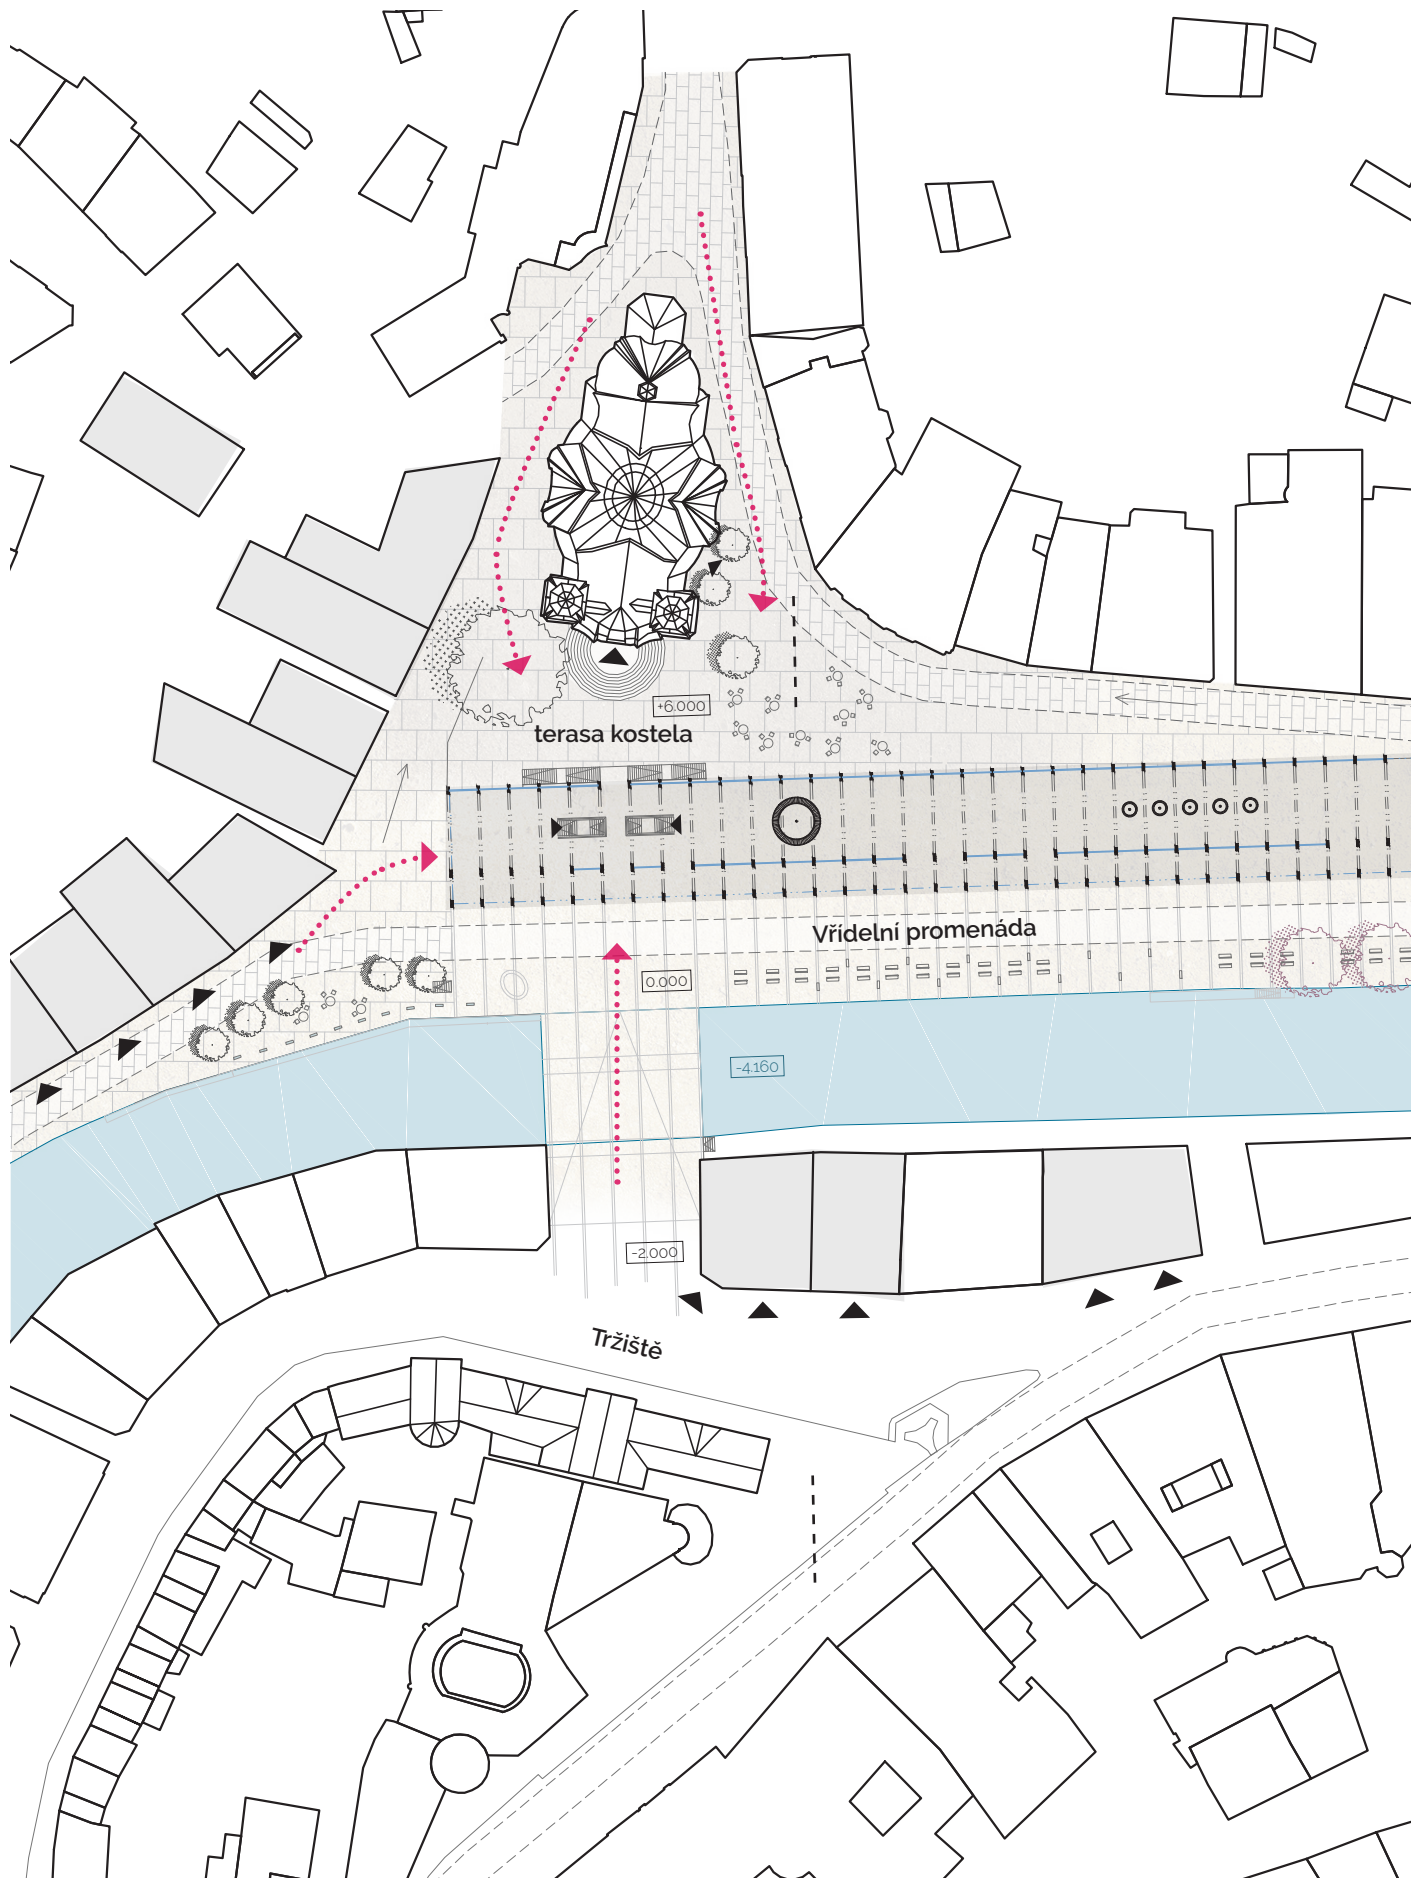 +6.000
terasa kostela
Vřídelní promenáda
0.000
-4.160
-2.000
Tržiště